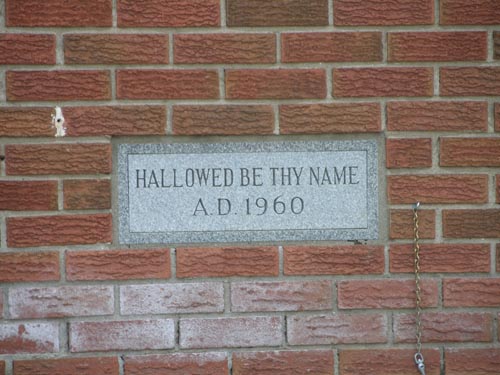 HALLOWED BE THY NAME
A.D. 1960